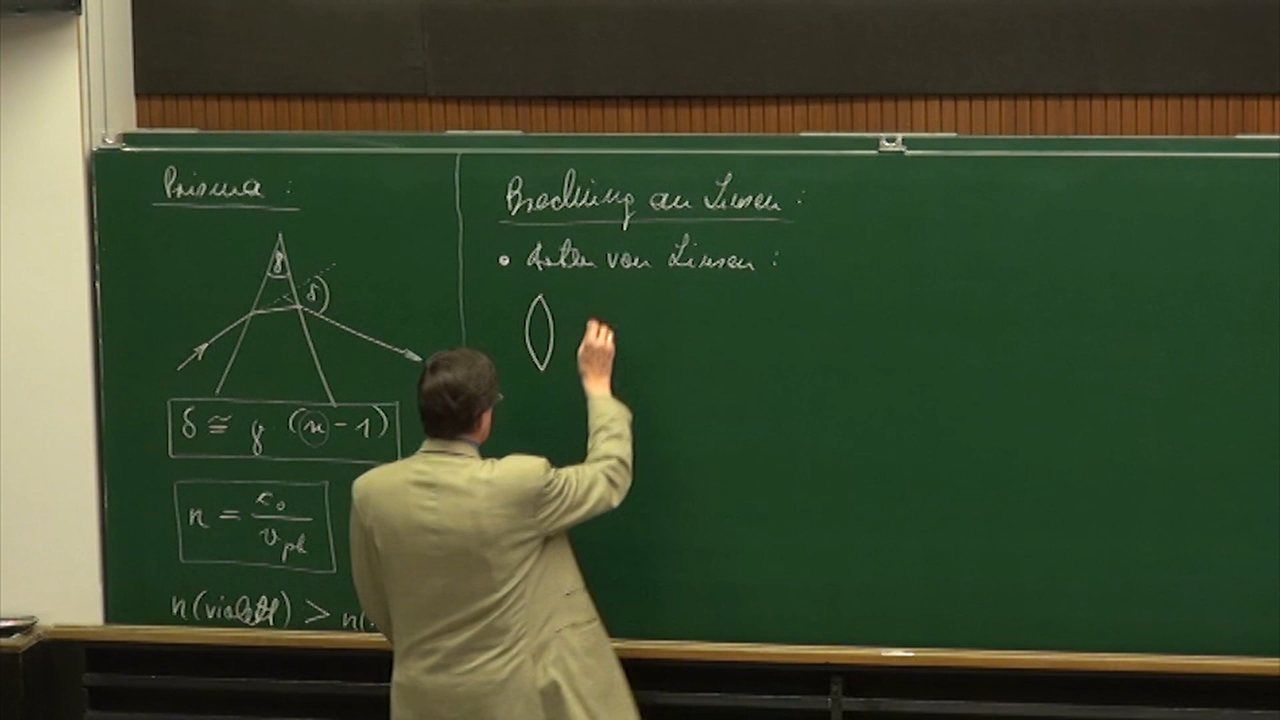 Prisma :
γ
δ
δ ≅ γ (n - 1)
n = c₀ / v_ph
n(violett) > n(
Brechung an Linsen :
• Arten von Linsen :